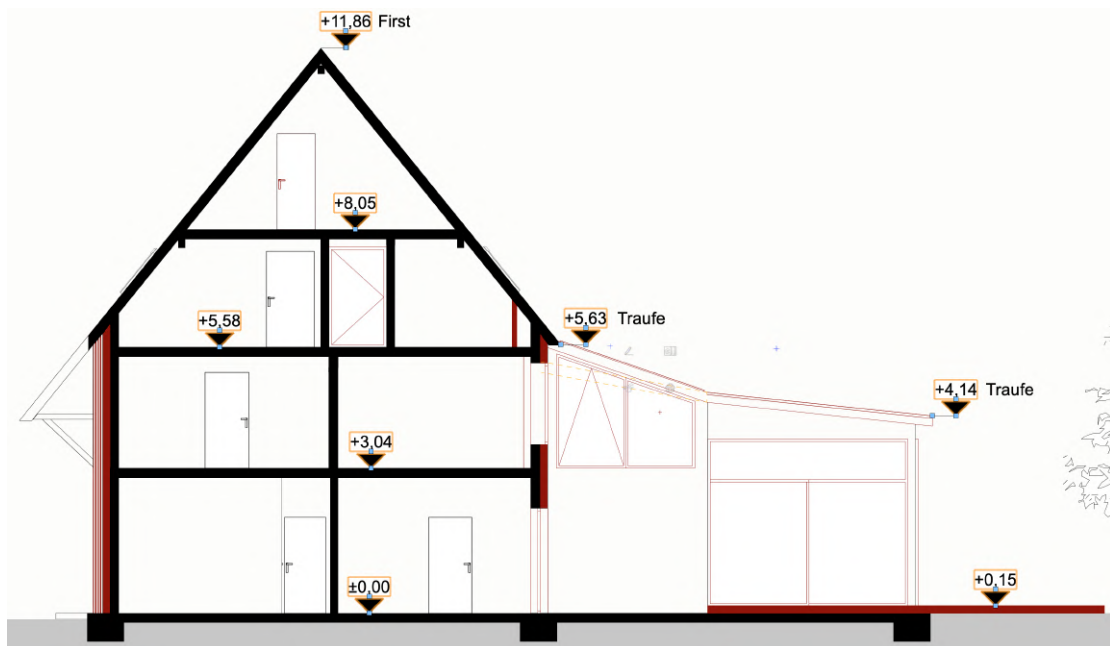 +11,86 First
+8,05
+5,58
+5,63 Traufe
+4,14 Traufe
+3,04
±0,00
+0,15